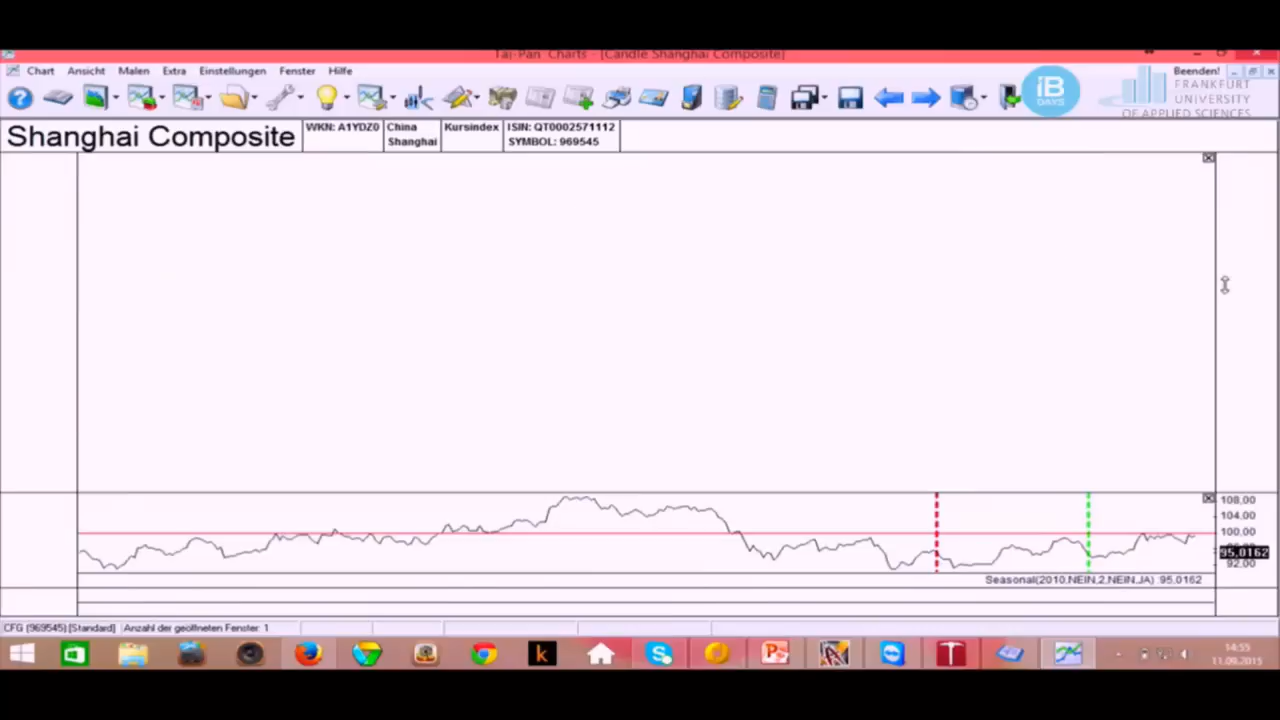 Tai-Pan Charts - [Candle Shanghai Composite]
Chart Ansicht Malen Extra Einstellungen Fenster Hilfe
Beenden!
iB
DAYS
FRANKFURT
UNIVERSITY
OF APPLIED SCIENCES
Shanghai Composite
WKN: A1YDZ0
China
Shanghai
Kursindex
ISIN: QT0002571112
SYMBOL: 969545
108,00
104,00
100,00
95,0162
92,00
Seasonal(2010,NEIN,2,NEIN,JA) 95.0162
CFG (969545) [Standard] Anzahl der geöffneten Fenster: 1
14:55
11.09.2015